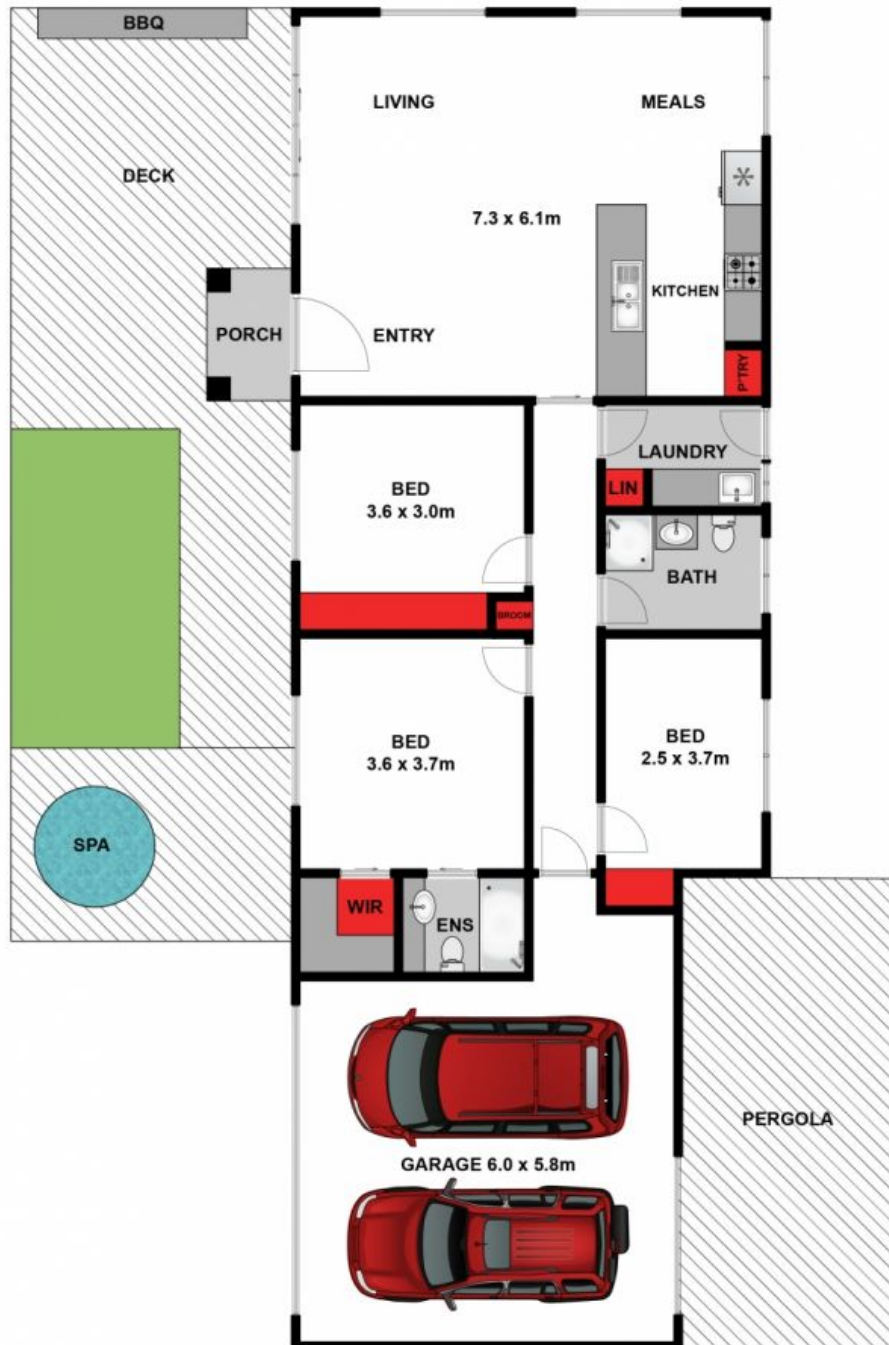 BBQ
LIVING
MEALS
DECK
7.3 x 6.1m
KITCHEN
PORCH
ENTRY
P'TRY
BED
3.6 x 3.0m
LAUNDRY
LIN
BATH
BROOM
BED
3.6 x 3.7m
BED
2.5 x 3.7m
SPA
WIR
ENS
GARAGE 6.0 x 5.8m
PERGOLA